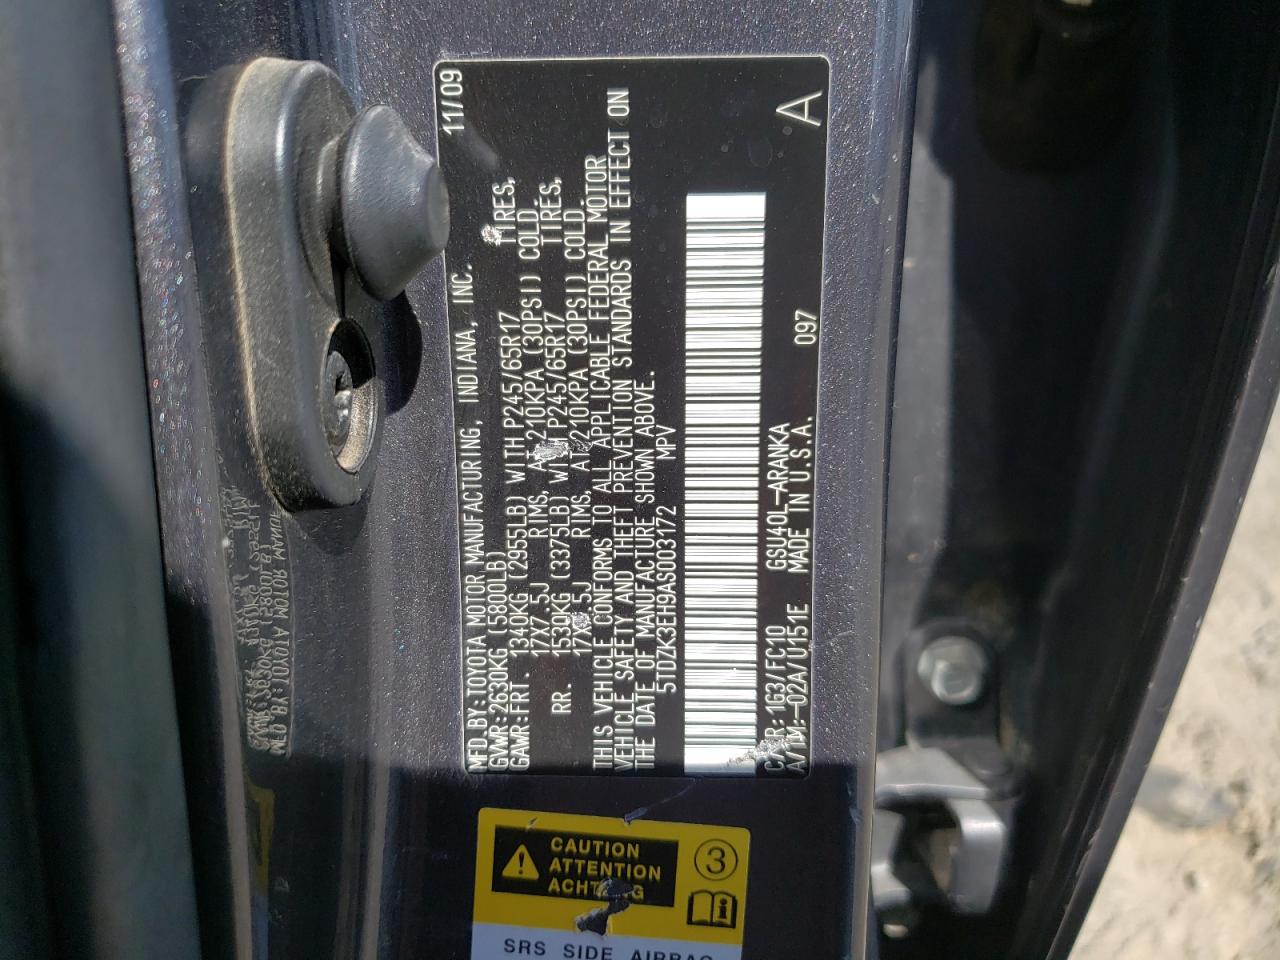 MFD.BY:TOYOTA MOTOR MANUFACTURING, INDIANA, INC. 11/09
GVWR:2630KG (5800LB)
GAWR:FRT. 1340KG (2955LB) WITH P245/65R17 TIRES,
17X7.5J RIMS, AT 210KPA (30PSI) COLD.
RR. 1530KG (3375LB) WITH P245/65R17 TIRES,
17X7.5J RIMS, AT 210KPA (30PSI) COLD.
THIS VEHICLE CONFORMS TO ALL APPLICABLE FEDERAL MOTOR
VEHICLE SAFETY AND THEFT PREVENTION STANDARDS IN EFFECT ON
THE DATE OF MANUFACTURE SHOWN ABOVE.
5TDZK3EH9AS003172 MPV
C/TR:1G3/FC10 GSU40L-ARANKA 097 A
A/TM:-02A/U151E MADE IN U.S.A.
CAUTION
ATTENTION
ACHTUNG
3
SRS SIDE AIRBAG